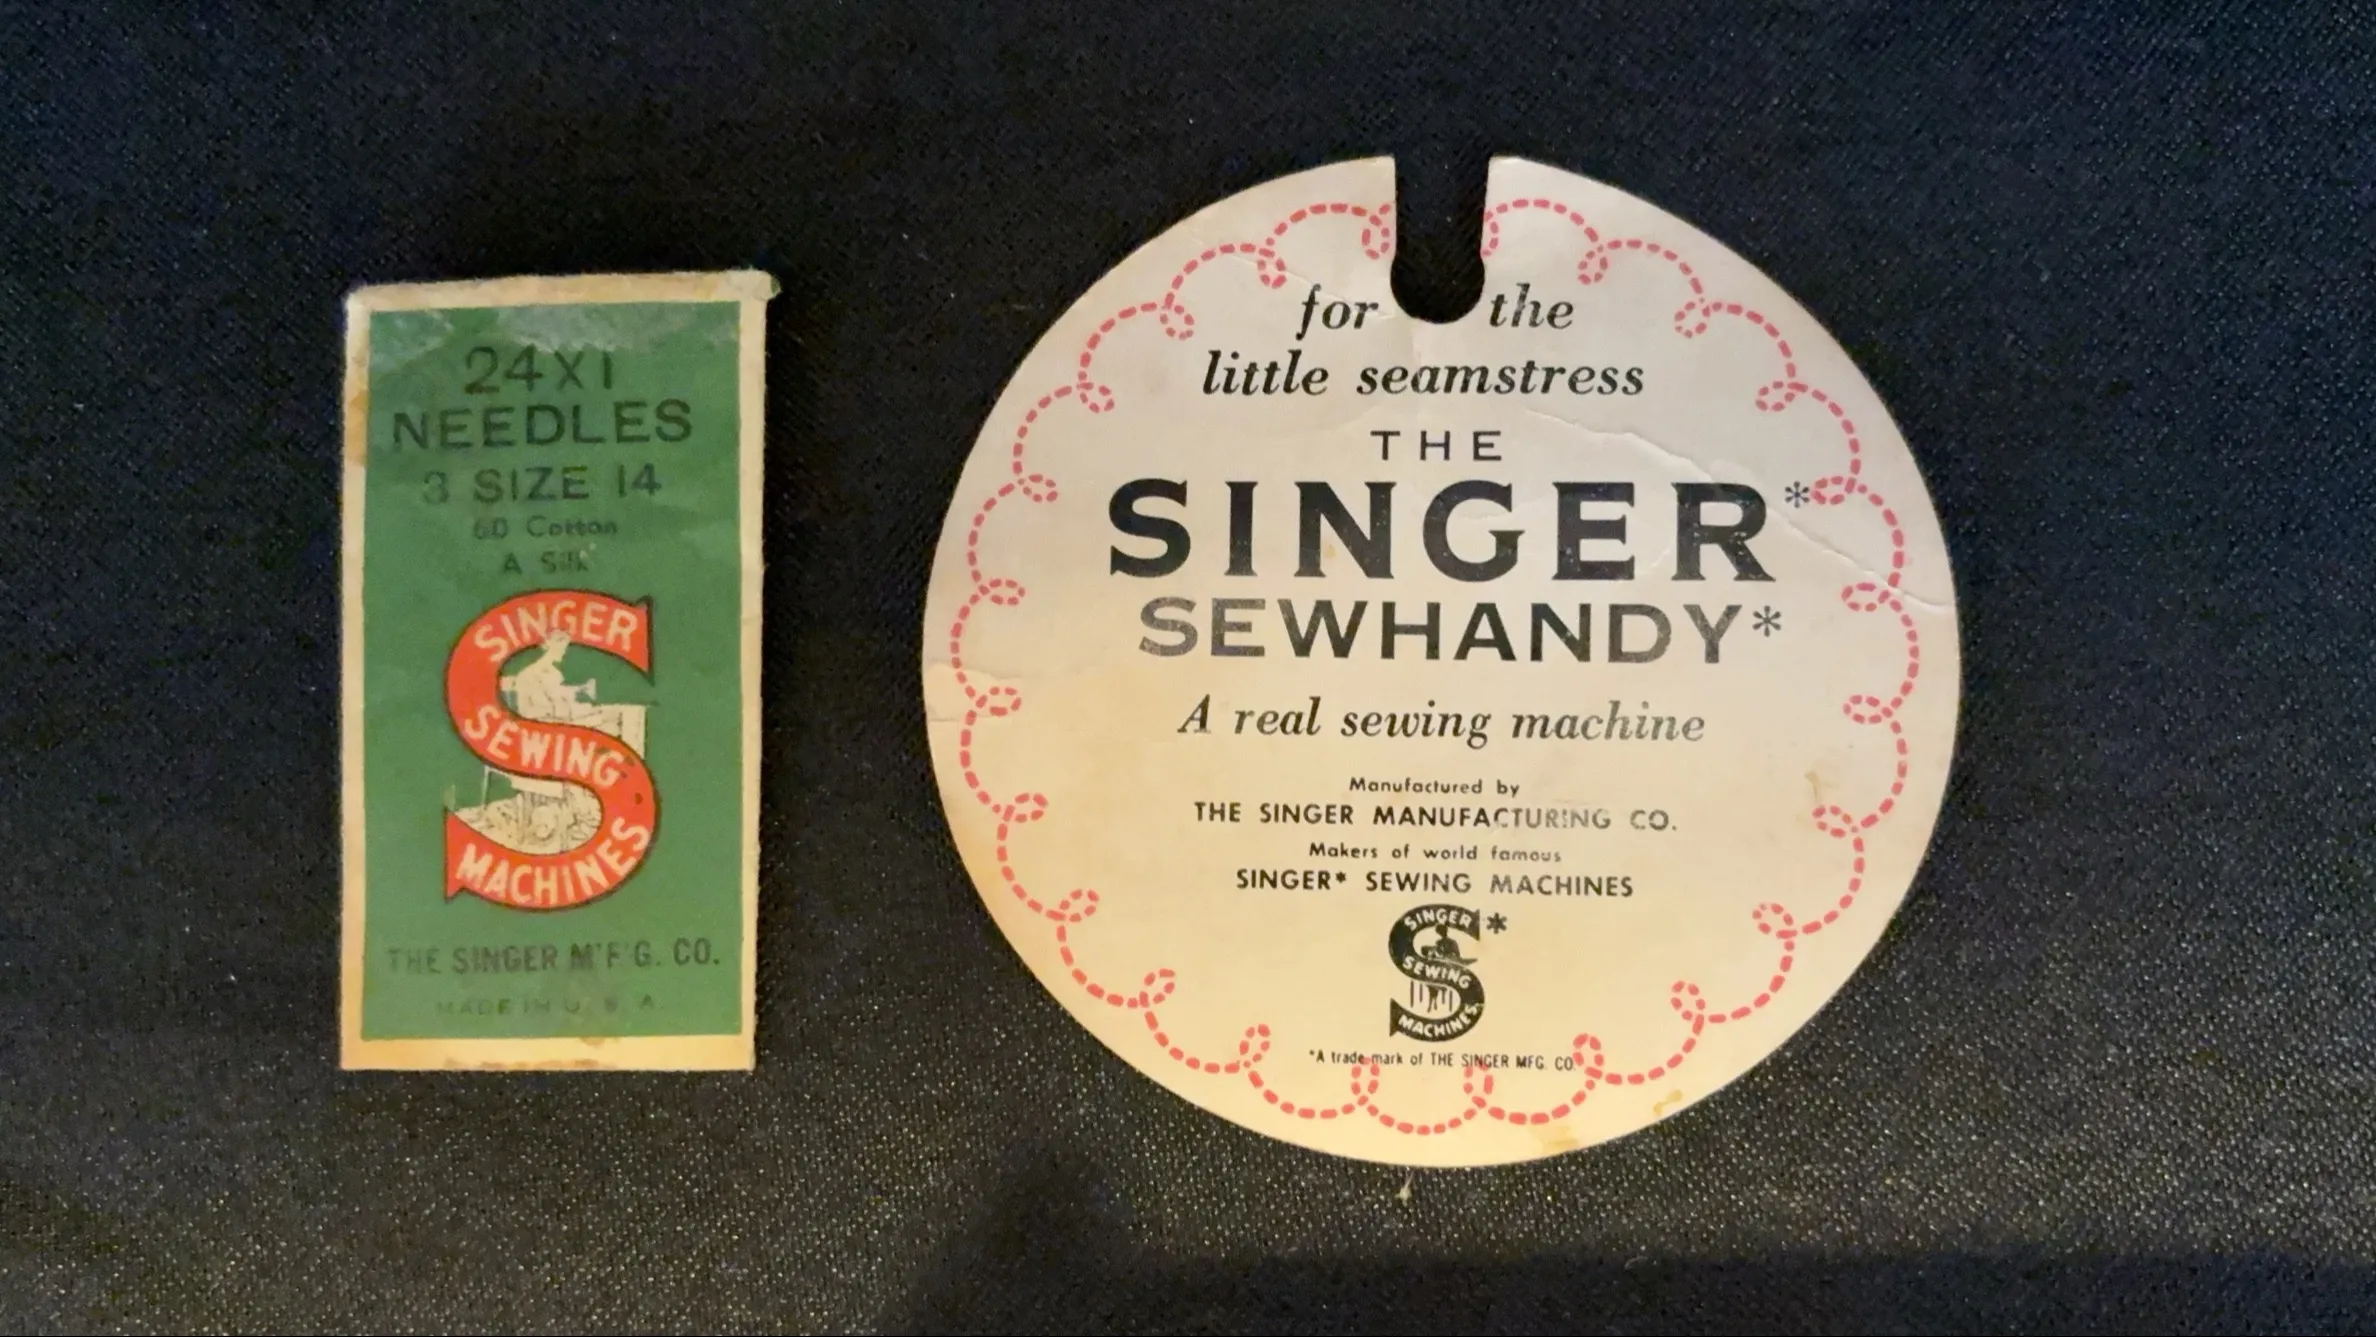 24X1
NEEDLES
3 SIZE 14
60 Cotton
A Silk
SINGER
SEWING
MACHINES
THE SINGER M'F'G. CO.
MADE IN U. S. A.
for the
little seamstress
THE
SINGER*
SEWHANDY*
A real sewing machine
Manufactured by
THE SINGER MANUFACTURING CO.
Makers of world famous
SINGER* SEWING MACHINES
SINGER*
SEWING
MACHINES
*A trade mark of THE SINGER MFG. CO.